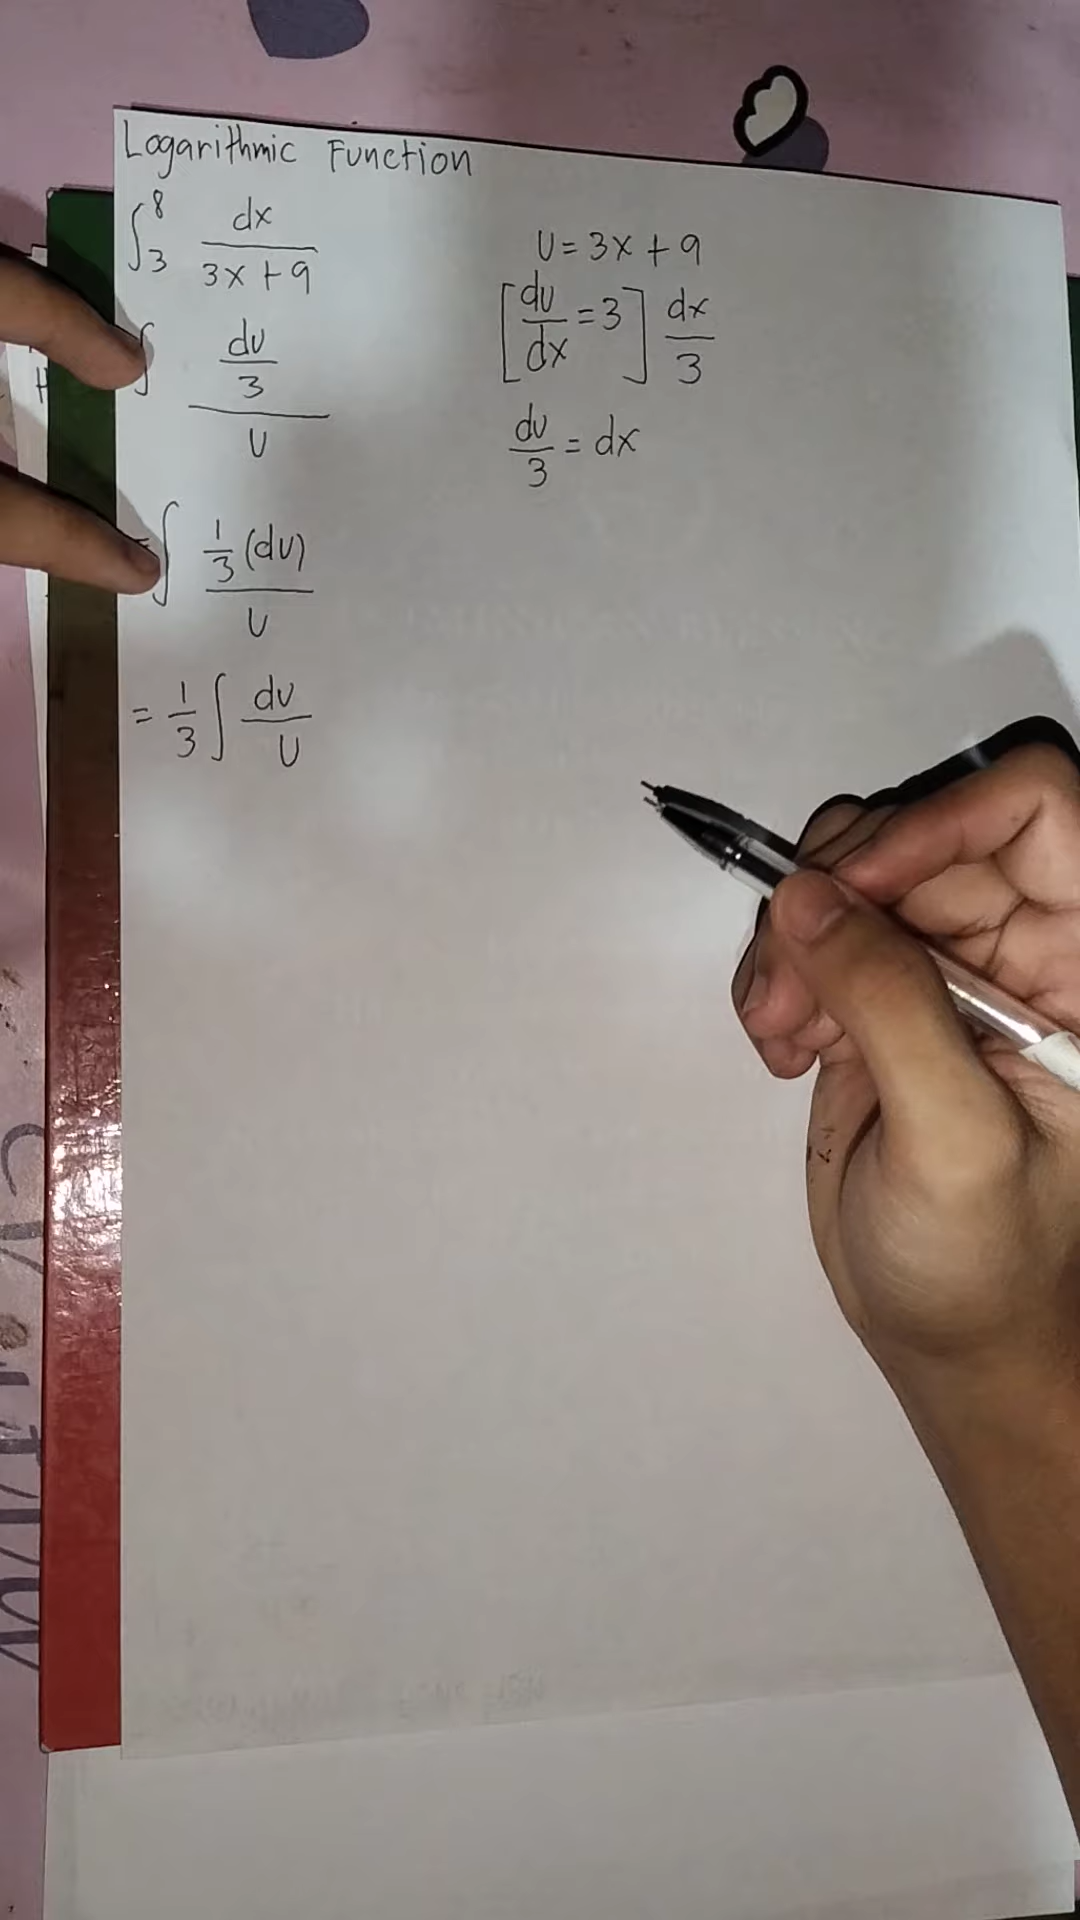 Logarithmic Function
∫₃⁸ dx/(3x+9)
U = 3x + 9
[du/dx = 3] dx/3
∫ (du/3)/U
du/3 = dx
= ∫ (1/3 (du))/U
= 1/3 ∫ du/U